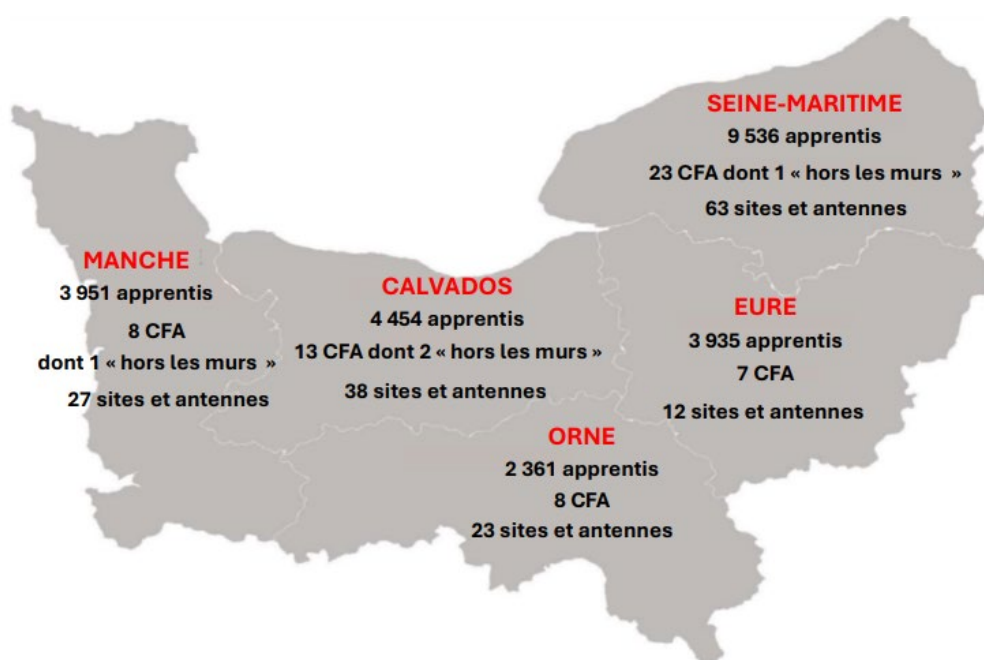 SEINE-MARITIME
9 536 apprentis
23 CFA dont 1 « hors les murs »
63 sites et antennes
MANCHE
3 951 apprentis
8 CFA
dont 1 « hors les murs »
27 sites et antennes
CALVADOS
4 454 apprentis
13 CFA dont 2 « hors les murs »
38 sites et antennes
EURE
3 935 apprentis
7 CFA
12 sites et antennes
ORNE
2 361 apprentis
8 CFA
23 sites et antennes